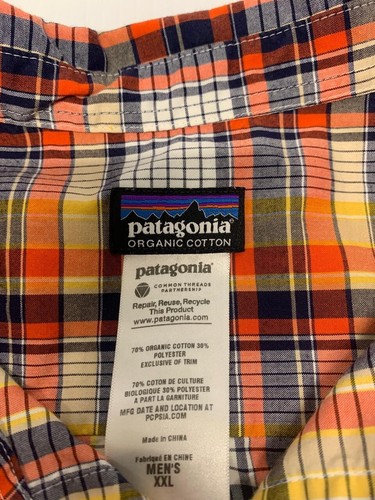 patagonia®
ORGANIC COTTON
patagonia®
COMMON THREADS
PARTNERSHIP
Repair, Reuse, Recycle
This Product
www.patagonia.com
70% ORGANIC COTTON 30%
POLYESTER
EXCLUSIVE OF TRIM
70% COTON DE CULTURE
BIOLOGIQUE 30% POLYESTER
A PART LA GARNITURE
MFG DATE AND LOCATION AT
PCPSIA.COM
Made in CHINA
Fabriqué en CHINE
MEN'S
XXL